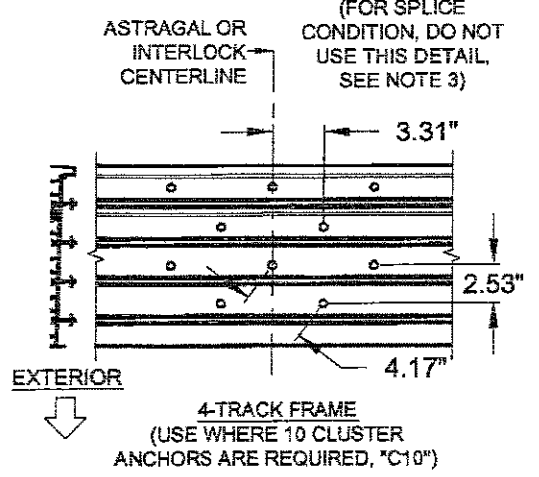 ASTRAGAL OR
INTERLOCK
CENTERLINE
(FOR SPLICE
CONDITION, DO NOT
USE THIS DETAIL,
SEE NOTE 3)
3.31"
2.53"
4.17"
EXTERIOR
4-TRACK FRAME
(USE WHERE 10 CLUSTER
ANCHORS ARE REQUIRED, "C10")